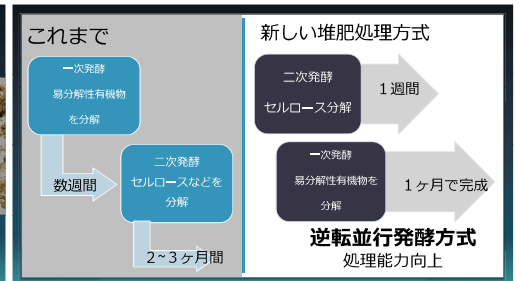 これまで
一次発酵
易分解性有機物
を分解
数週間
二次発酵
セルロースなどを
分解
2~3ヶ月間
新しい堆肥処理方式
二次発酵
セルロース分解
1週間
一次発酵
易分解性有機物を
分解
1ヶ月で完成
逆転並行発酵方式
処理能力向上